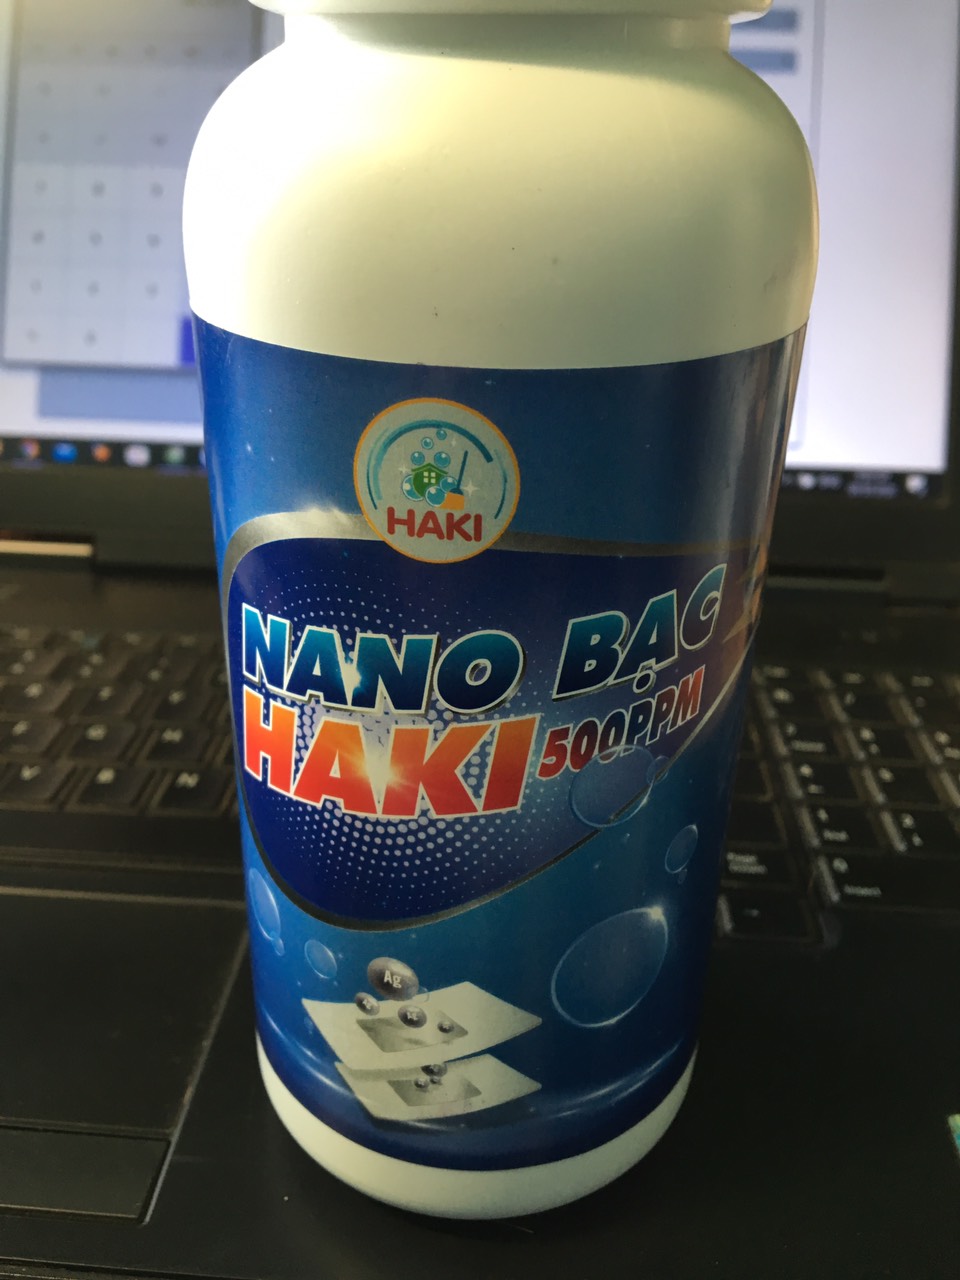 HAKI
NANO BẠC
HAKI 500PPM
Ag